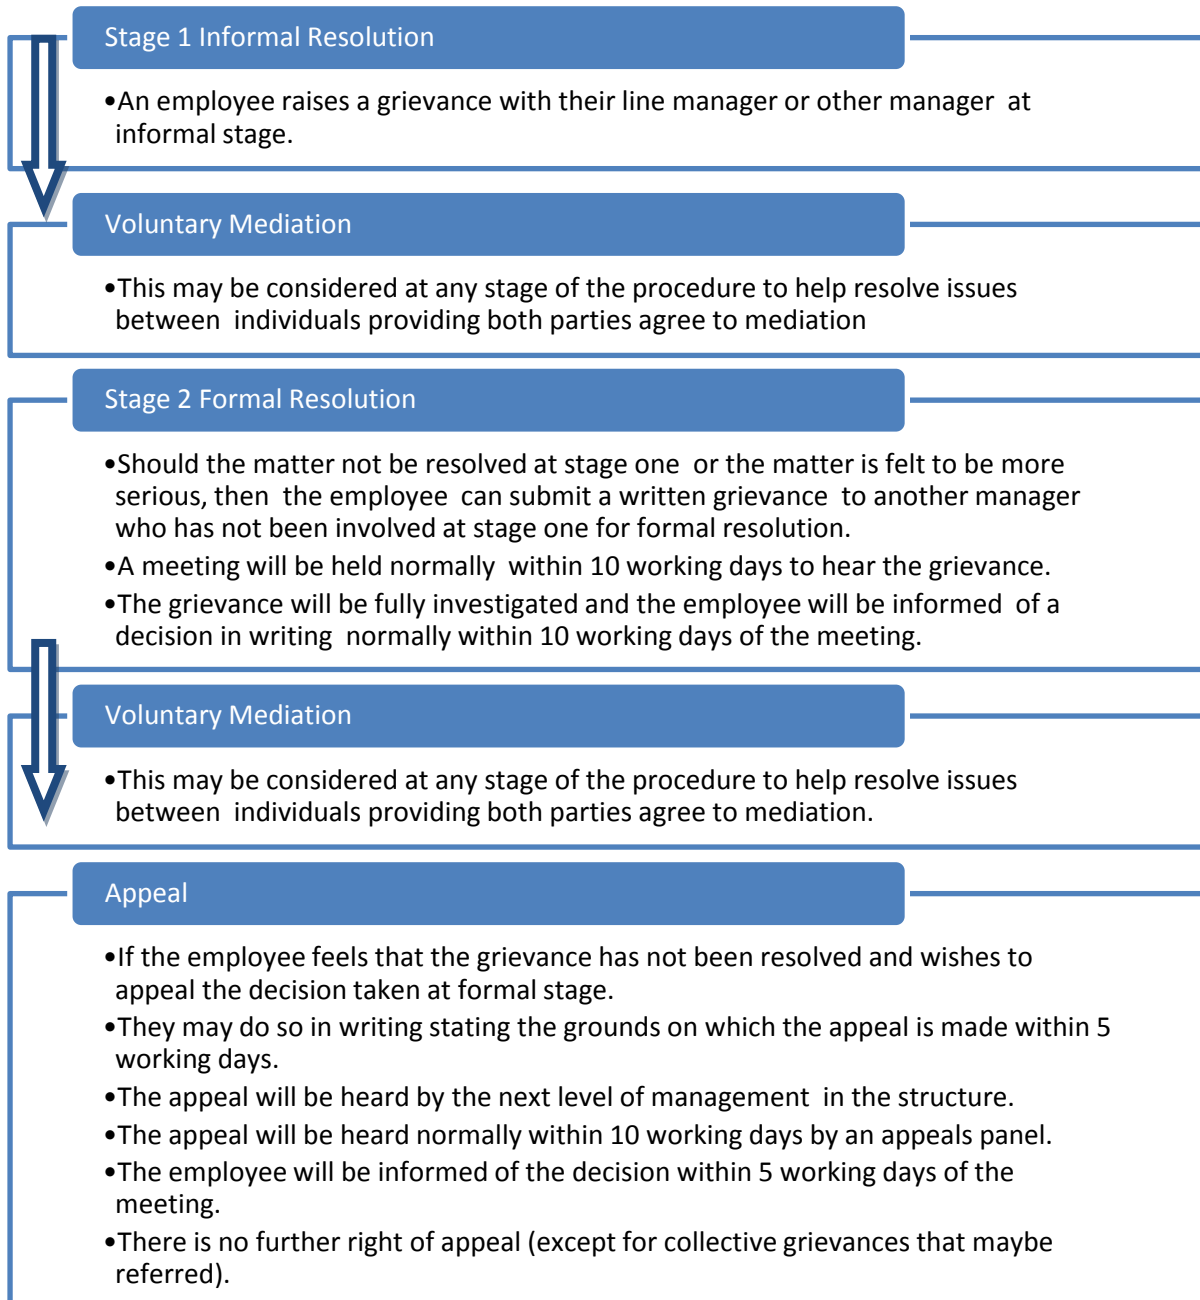 Stage 1 Informal Resolution
•An employee raises a grievance with their line manager or other manager at
informal stage.
Voluntary Mediation
•This may be considered at any stage of the procedure to help resolve issues
between individuals providing both parties agree to mediation
Stage 2 Formal Resolution
•Should the matter not be resolved at stage one or the matter is felt to be more
serious, then the employee can submit a written grievance to another manager
who has not been involved at stage one for formal resolution.
•A meeting will be held normally within 10 working days to hear the grievance.
•The grievance will be fully investigated and the employee will be informed of a
decision in writing normally within 10 working days of the meeting.
Voluntary Mediation
•This may be considered at any stage of the procedure to help resolve issues
between individuals providing both parties agree to mediation.
Appeal
•If the employee feels that the grievance has not been resolved and wishes to
appeal the decision taken at formal stage.
•They may do so in writing stating the grounds on which the appeal is made within 5
working days.
•The appeal will be heard by the next level of management in the structure.
•The appeal will be heard normally within 10 working days by an appeals panel.
•The employee will be informed of the decision within 5 working days of the
meeting.
•There is no further right of appeal (except for collective grievances that maybe
referred).